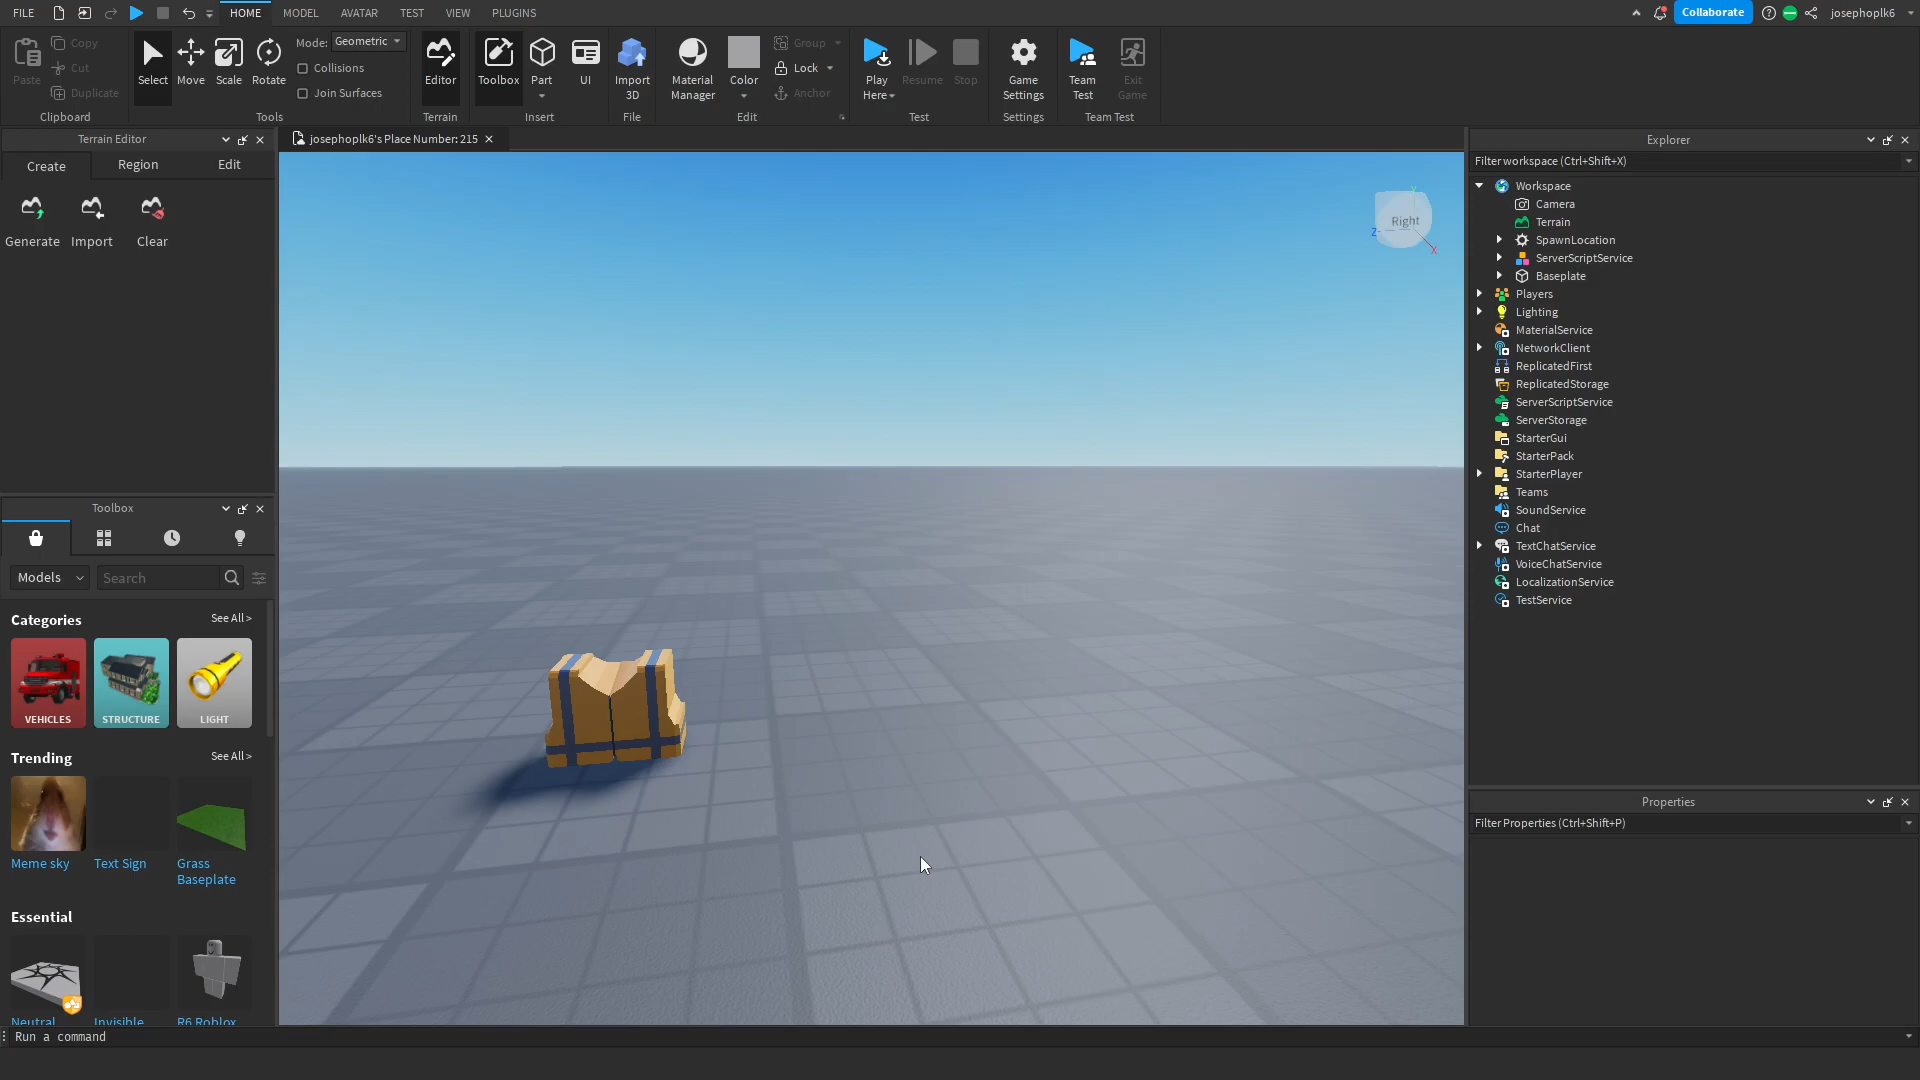 FILE HOME MODEL AVATAR TEST VIEW PLUGINS Collaborate josephoplk6
Paste Copy Cut Duplicate
Clipboard
Select Move Scale Rotate
Mode: Geometric
Collisions
Join Surfaces
Tools
Editor
Terrain
Toolbox Part UI
Insert
Import 3D
File
Material Manager Color Group Lock Anchor
Edit
Play Here Resume Stop
Test
Game Settings
Settings
Team Test Exit Game
Team Test
Terrain Editor
Create Region Edit
Generate Import Clear
Toolbox
Models Search
Categories See All >
VEHICLES STRUCTURE LIGHT
Trending See All >
Meme sky Text Sign Grass Baseplate
Essential
Neutral Invisible R6 Roblox
josephoplk6's Place Number: 215
Right
Y
Z
X
Explorer
Filter workspace (Ctrl+Shift+X)
Workspace
Camera
Terrain
SpawnLocation
ServerScriptService
Baseplate
Players
Lighting
MaterialService
NetworkClient
ReplicatedFirst
ReplicatedStorage
ServerScriptService
ServerStorage
StarterGui
StarterPack
StarterPlayer
Teams
SoundService
Chat
TextChatService
VoiceChatService
LocalizationService
TestService
Properties
Filter Properties (Ctrl+Shift+P)
Run a command